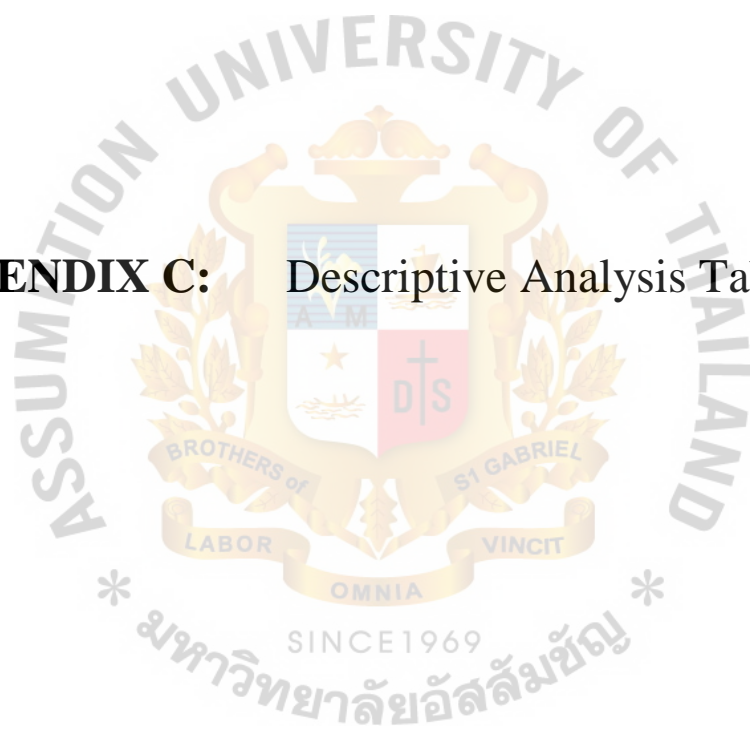 UNIVERSITY OF THAILAND
ASSUMTION
ENDIX C: Descriptive Analysis Ta
A M
D S
BROTHERS of
S1 GABRIEL
LABOR
VINCIT
OMNIA
* SINCE1969 *
มหาวิทยาลัยอัสสัมชัญ